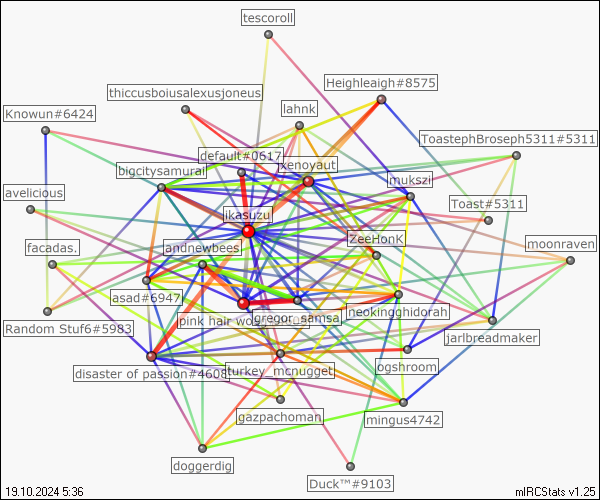 tescoroll
Heighleigh#8575
thiccusboiusalexusjoneus
lahnk
Knowun#6424
ToastephBroseph5311#5311
default#0617
xenoyaut
bigcitysamurai
mukszi
avelicious
Toast#5311
ikasuzu
ZeeHonK
facadas.
andnewbees
moonraven
asad#6947
gregor_samsa
neokingghidorah
pink hair wo
Random Stuf6#5983
jarlbreadmaker
ogshroom
disaster of passion#4608
turkey_mcnugget
gazpachoman
mingus4742
doggerdig
Duck™#9103
19.10.2024 5:36
mIRCStats v1.25